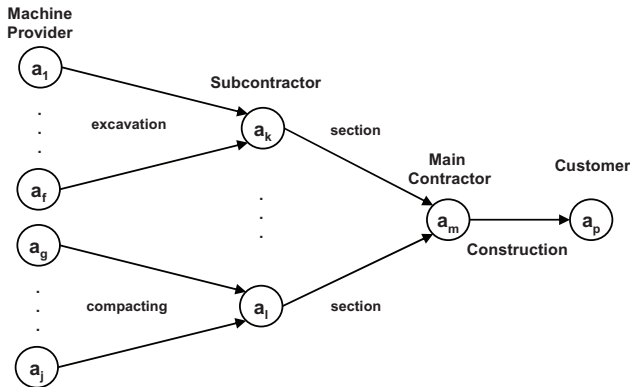 Machine
Provider
a1
Subcontractor
excavation
ak
section
af
Main
Contractor
Customer
am
ap
Construction
ag
compacting
al
section
aj